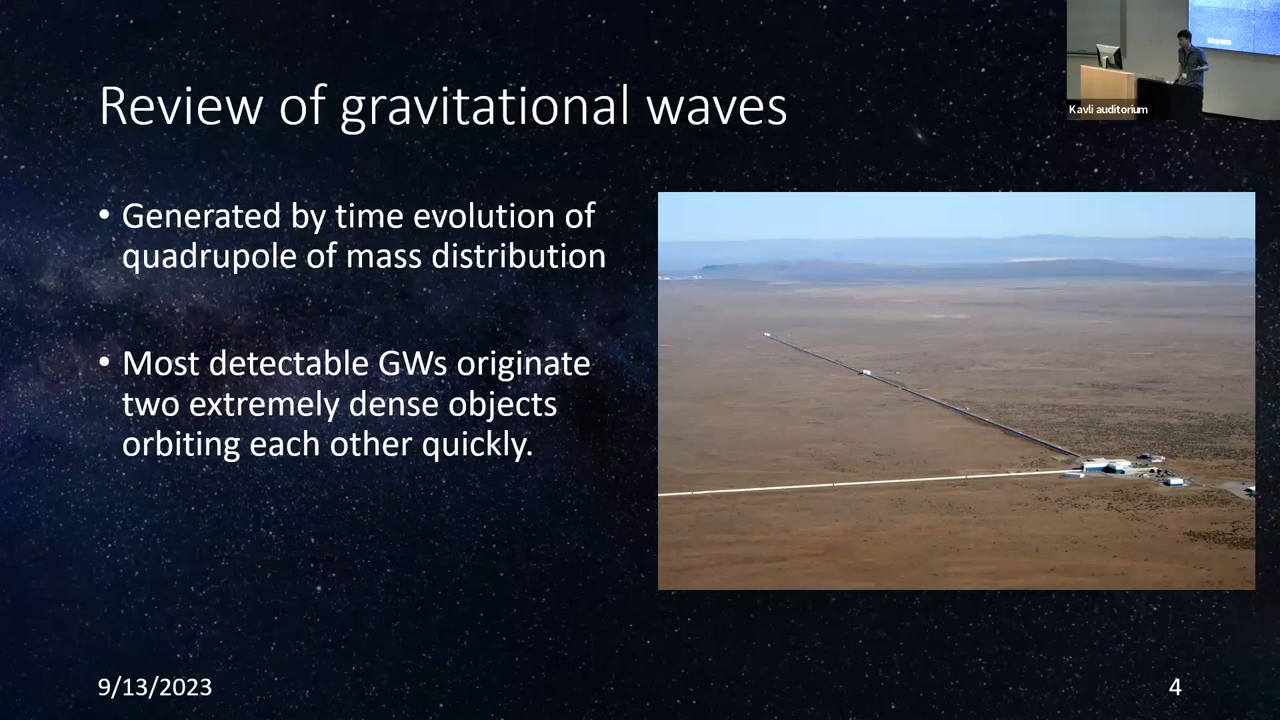 Review of gravitational waves
Kavli auditorium
• Generated by time evolution of
quadrupole of mass distribution
• Most detectable GWs originate
two extremely dense objects
orbiting each other quickly.
9/13/2023
4